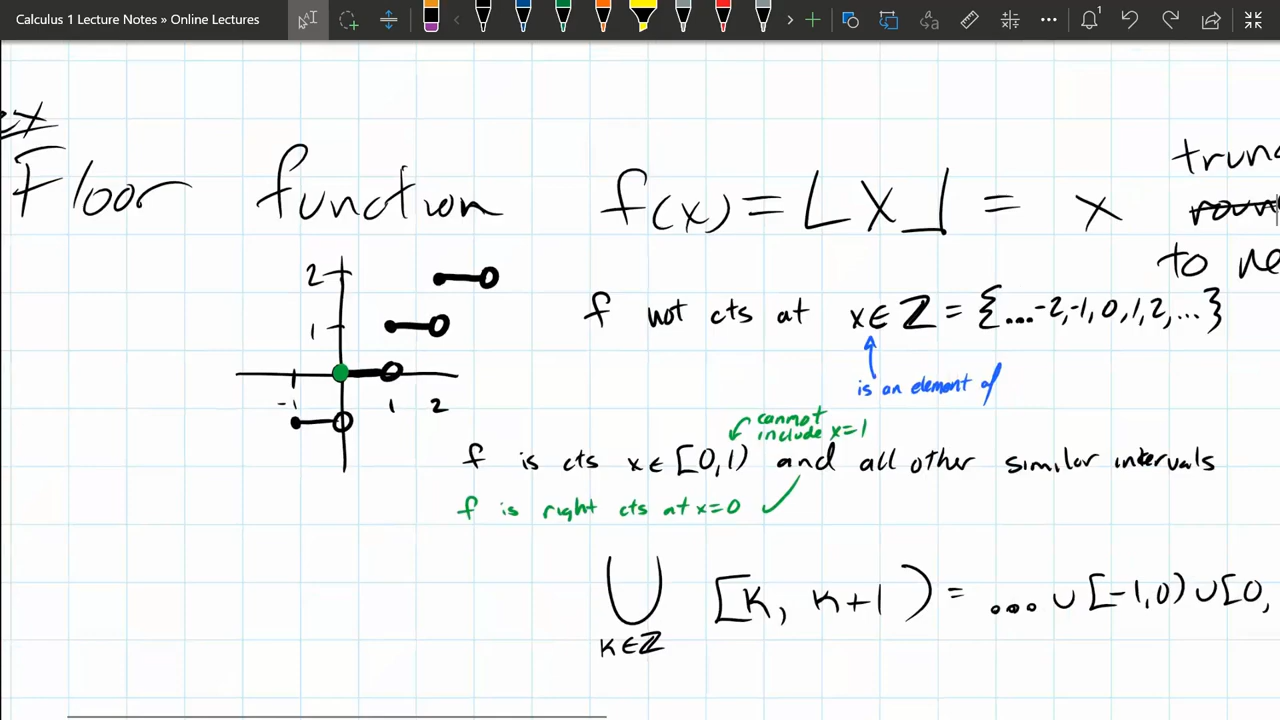 Calculus 1 Lecture Notes » Online Lectures
ex
Floor function f(x) = ⌊x⌋ = x
to
2
1
-1 1 2
f not cts at x∈ℤ = {...-2,-1,0,1,2,...}
is an element of
cannot
include x=1
f is cts x∈[0,1) and all other similar intervals
f is right cts at x=0
⋃ [k, k+1) = ... ∪[-1,0)∪[0,
k∈ℤ